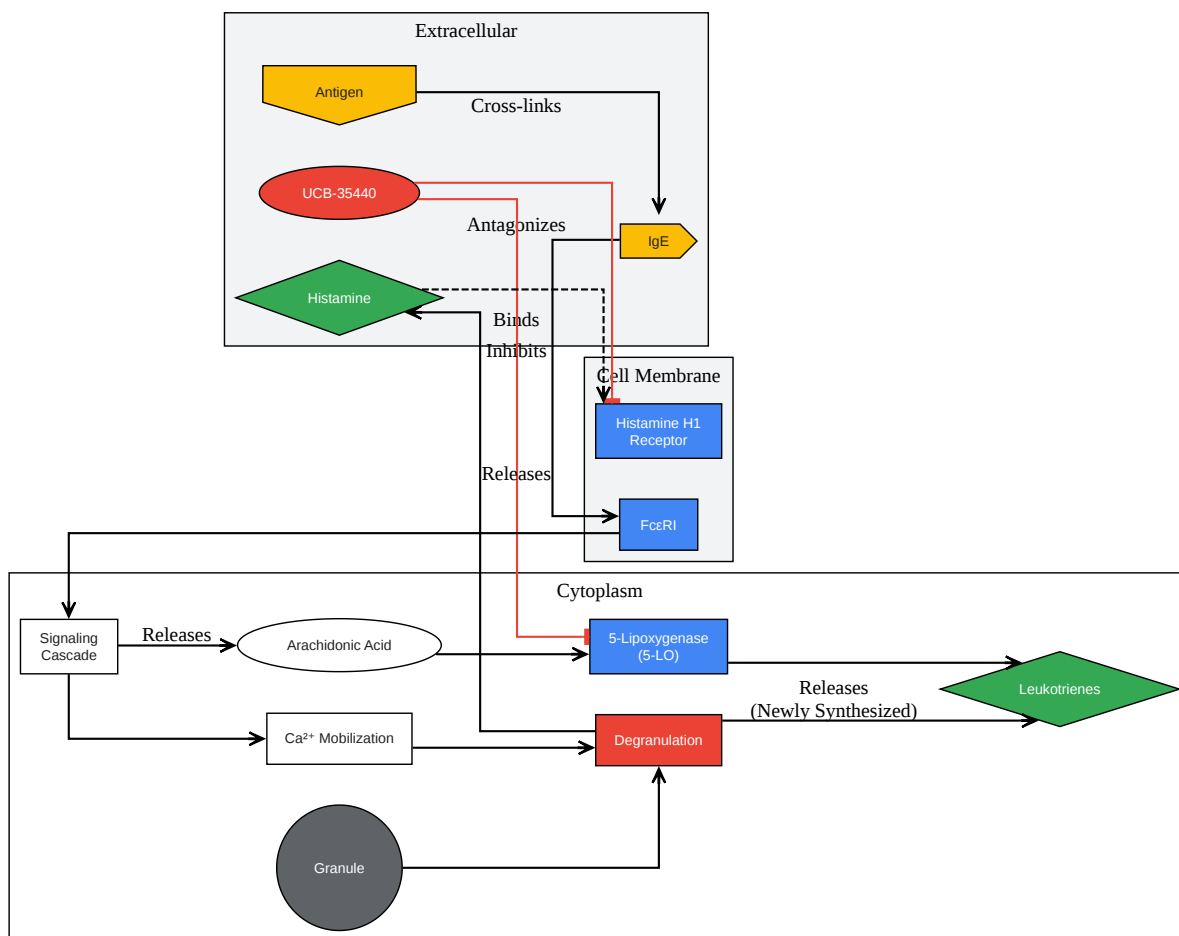 Extracellular
Antigen
Cross-links
UCB-35440
Antagonizes
IgE
Histamine
Binds
Inhibits
Cell Membrane
Histamine H1
Receptor
Releases
FcεRI
Cytoplasm
Signaling
Cascade
Releases
Arachidonic Acid
5-Lipoxygenase
(5-LO)
Leukotrienes
Releases
(Newly Synthesized)
Ca²⁺ Mobilization
Degranulation
Granule